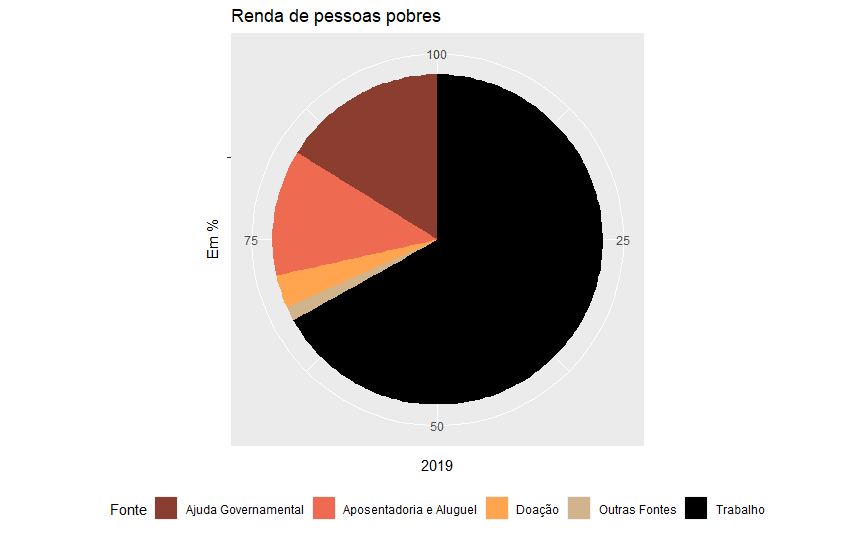 Renda de pessoas pobres
100
75
25
50
Em %
2019
Fonte Ajuda Governamental Aposentadoria e Aluguel Doação Outras Fontes Trabalho